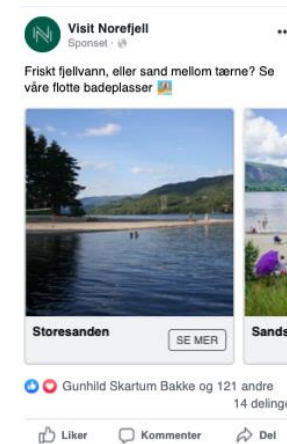 Visit Norefjell
Sponset ·
Friskt fjellvann, eller sand mellom tærne? Se
våre flotte badeplasser
Storesanden
SE MER
Sands
Gunhild Skartum Bakke og 121 andre
14 delinge
Liker Kommenter Del